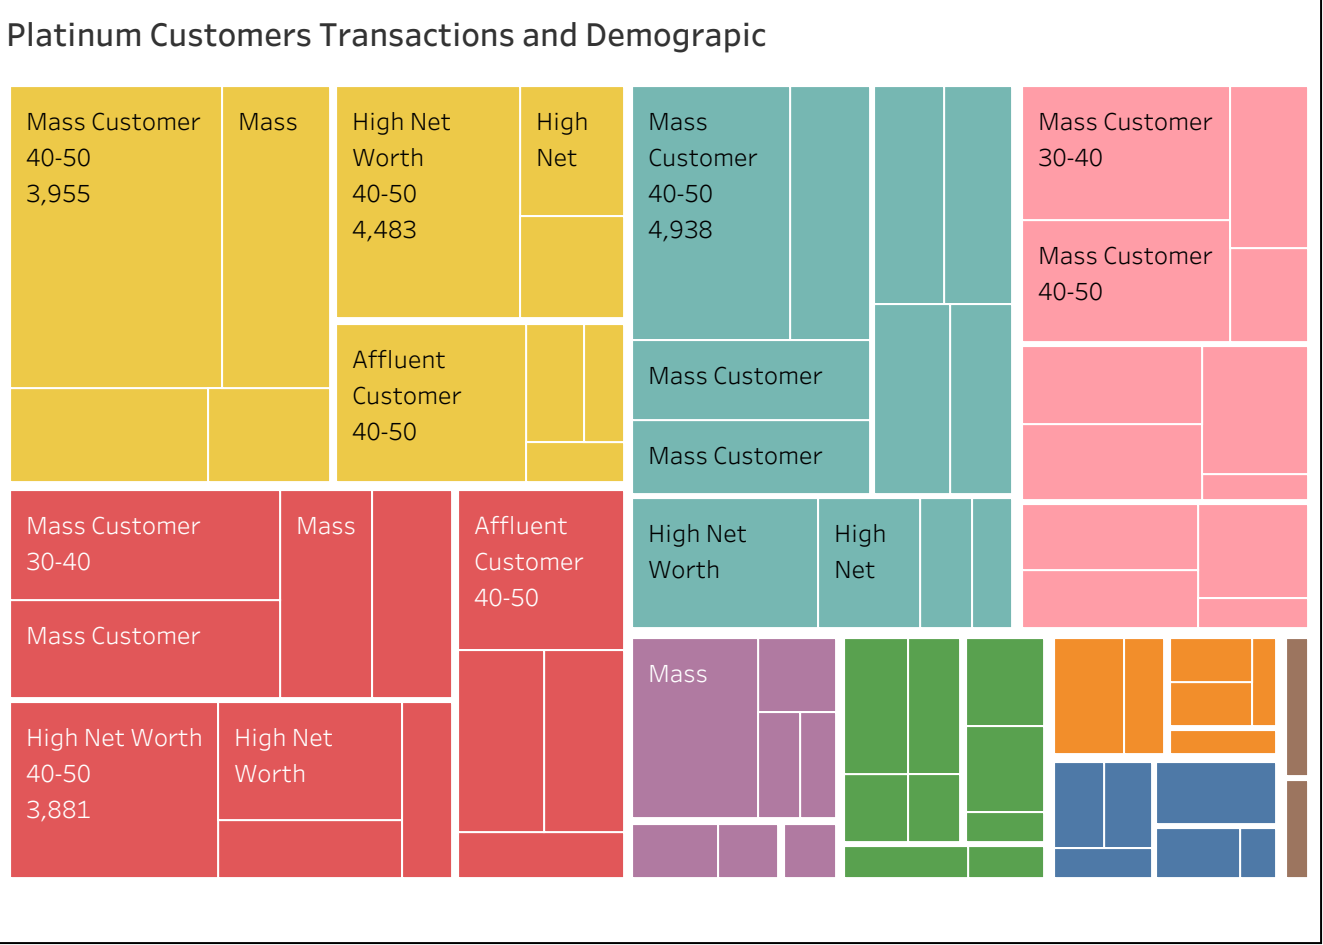 Platinum Customers Transactions and Demograpic
Mass Customer
40-50
3,955
Mass
High Net
Worth
40-50
4,483
High
Net
Affluent
Customer
40-50
Mass Customer
30-40
Mass Customer
Mass
Affluent
Customer
40-50
High Net Worth
40-50
3,881
High Net
Worth
Mass
Customer
40-50
4,938
Mass Customer
Mass Customer
High Net
Worth
High
Net
Mass Customer
30-40
Mass Customer
40-50
Mass